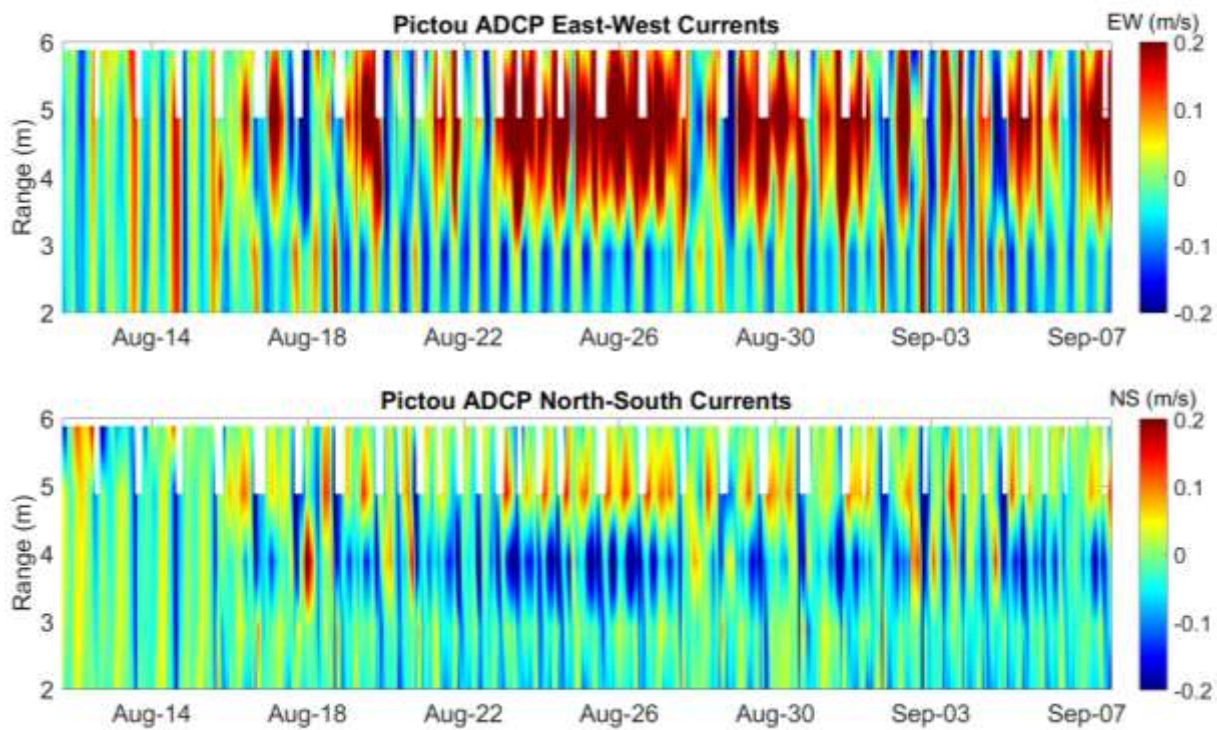 Pictou ADCP East-West Currents
EW (m/s)
6
5
4
3
2
Range (m)
0.2
0.1
0
-0.1
-0.2
Aug-14 Aug-18 Aug-22 Aug-26 Aug-30 Sep-03 Sep-07
Pictou ADCP North-South Currents
NS (m/s)
6
5
4
3
2
Range (m)
0.2
0.1
0
-0.1
-0.2
Aug-14 Aug-18 Aug-22 Aug-26 Aug-30 Sep-03 Sep-07